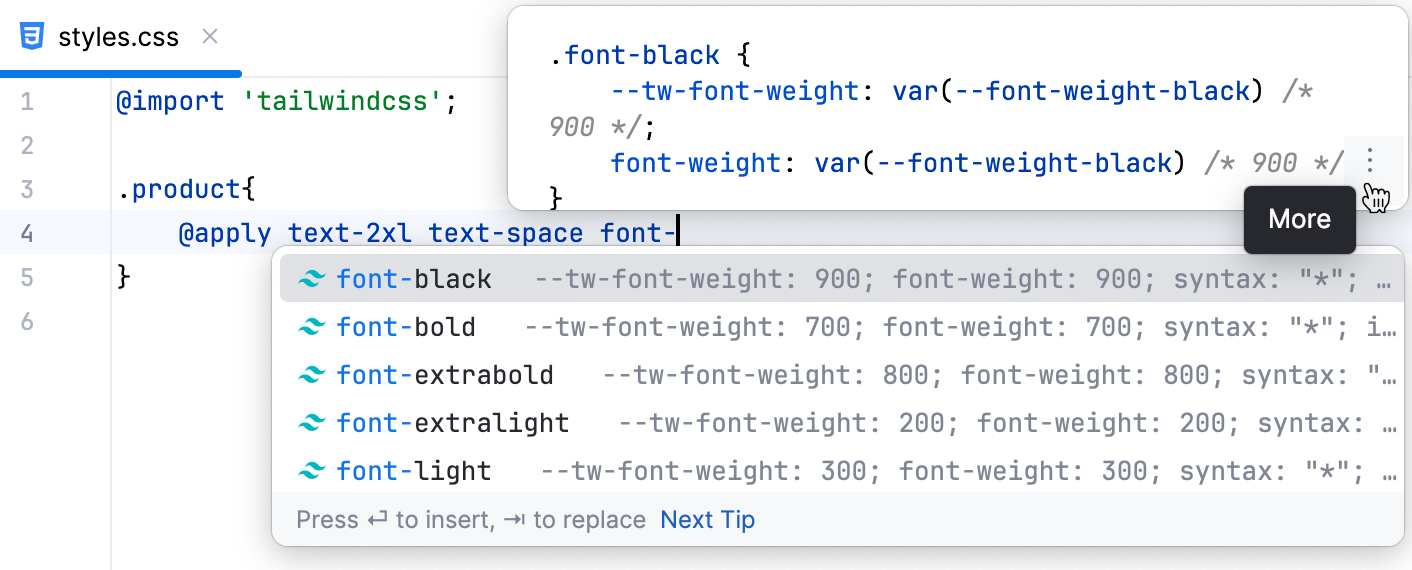 styles.css ×
1 @import 'tailwindcss';
2
3 .product{
4 @apply text-2xl text-space font-
5 }
6
.font-black {
--tw-font-weight: var(--font-weight-black) /*
900 */;
font-weight: var(--font-weight-black) /* 900 */
}
More
font-black --tw-font-weight: 900; font-weight: 900; syntax: "*"; …
font-bold --tw-font-weight: 700; font-weight: 700; syntax: "*"; i…
font-extrabold --tw-font-weight: 800; font-weight: 800; syntax: "…
font-extralight --tw-font-weight: 200; font-weight: 200; syntax: …
font-light --tw-font-weight: 300; font-weight: 300; syntax: "*"; …
Press ↵ to insert, ⇥ to replace Next Tip